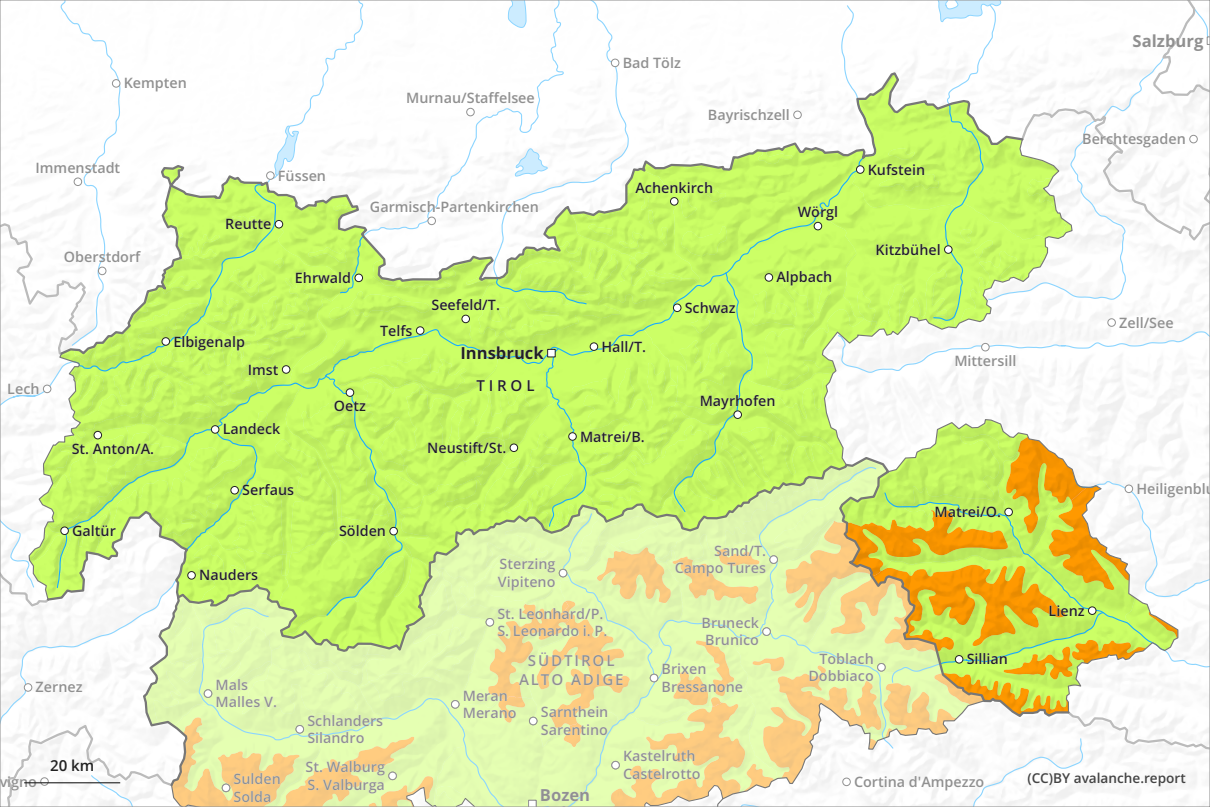 Salzburg
Bad Tölz
Kempten
Murnau/Staffelsee
Bayrischzell
Berchtesgaden
Immenstadt
Füssen
Kufstein
Achenkirch
Garmisch-Partenkirchen
Wörgl
Reutte
Kitzbühel
Oberstdorf
Ehrwald
Alpbach
Seefeld/T.
Schwaz
Telfs
Zell/See
Elbigenalp
Innsbruck
Hall/T.
Mittersill
Imst
TIROL
Lech
Oetz
Mayrhofen
Landeck
Matrei/B.
St. Anton/A.
Neustift/St.
Serfaus
Heiligenblu
Matrei/O.
Galtür
Sölden
Sand/T.
Campo Tures
Sterzing
Vipiteno
Nauders
St. Leonhard/P.
S. Leonardo i. P.
Lienz
Bruneck
Brunico
SÜDTIROL
ALTO ADIGE
Toblach
Dobbiaco
Sillian
Brixen
Bressanone
Zernez
Mals
Malles V.
Meran
Merano
Sarnthein
Sarentino
Schlanders
Silandro
Kastelruth
Castelrotto
St. Walburg
S. Valburga
20 km
vigno
Sulden
Solda
Cortina d'Ampezzo
(CC)BY avalanche.report
Bozen